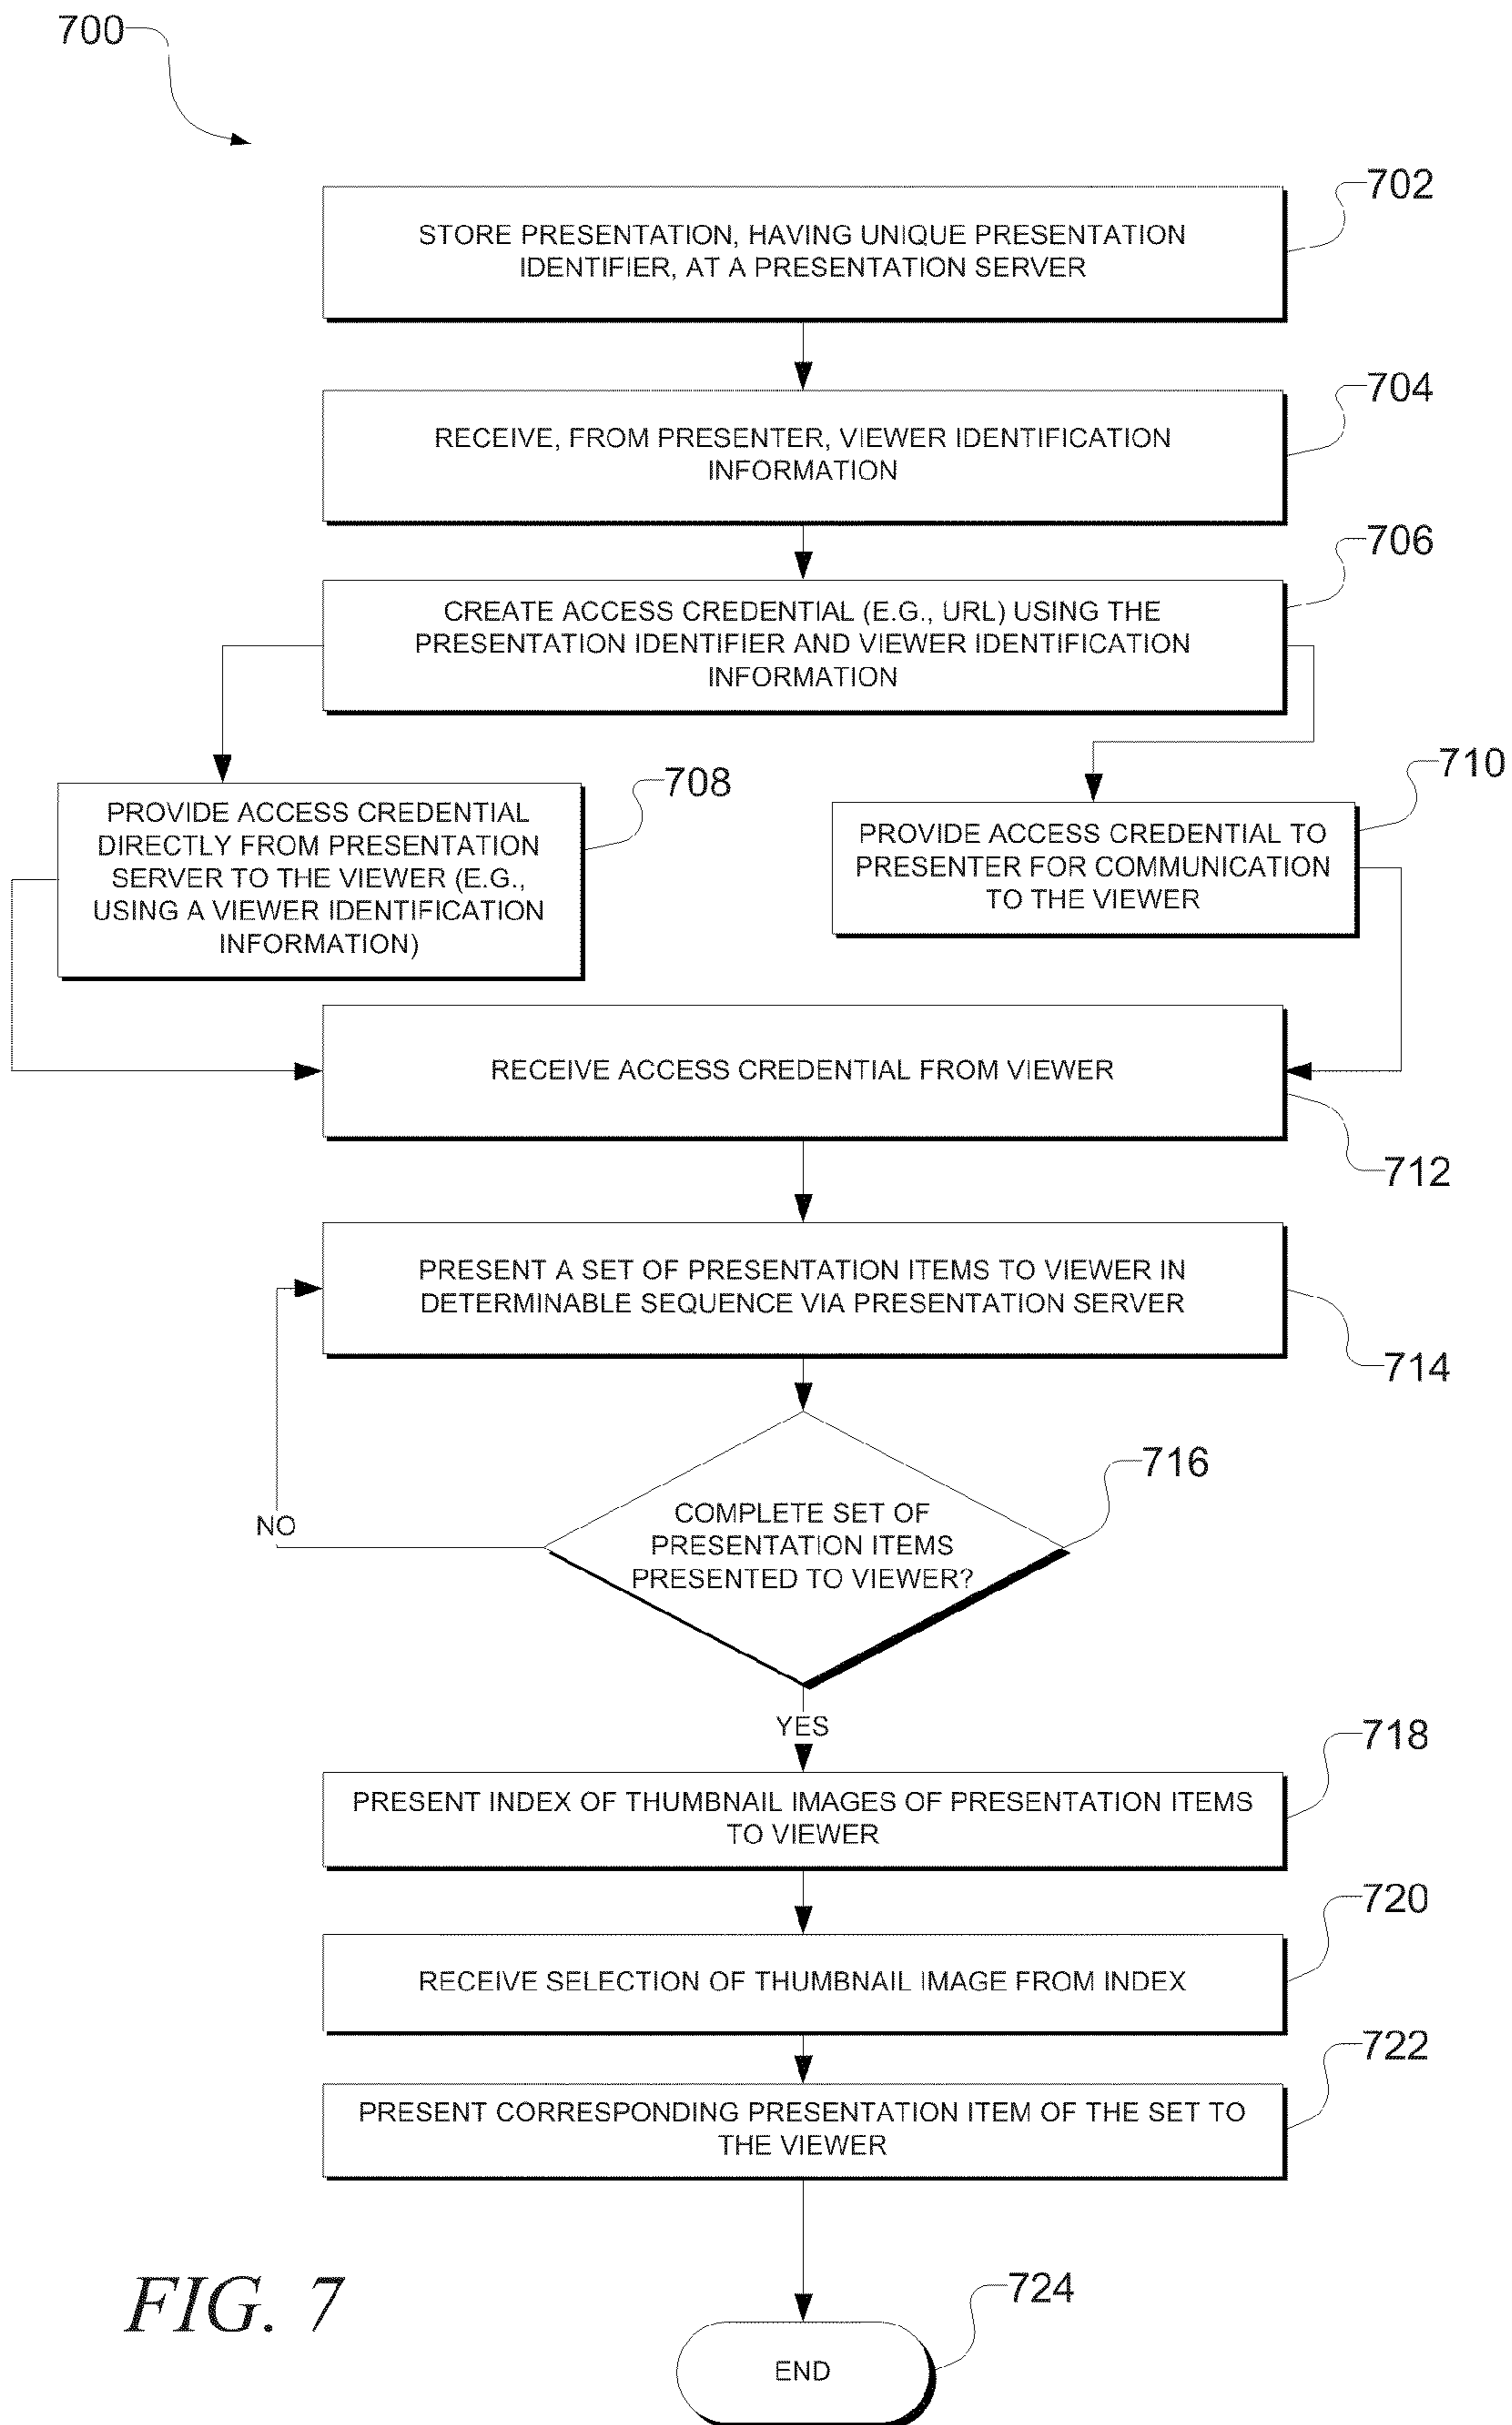 700
702
STORE PRESENTATION, HAVING UNIQUE PRESENTATION
IDENTIFIER, AT A PRESENTATION SERVER
704
RECEIVE, FROM PRESENTER, VIEWER IDENTIFICATION
INFORMATION
706
CREATE ACCESS CREDENTIAL (E.G., URL) USING THE
PRESENTATION IDENTIFIER AND VIEWER IDENTIFICATION
INFORMATION
708
PROVIDE ACCESS CREDENTIAL
DIRECTLY FROM PRESENTATION
SERVER TO THE VIEWER (E.G.,
USING A VIEWER IDENTIFICATION
INFORMATION)
710
PROVIDE ACCESS CREDENTIAL TO
PRESENTER FOR COMMUNICATION
TO THE VIEWER
RECEIVE ACCESS CREDENTIAL FROM VIEWER
712
PRESENT A SET OF PRESENTATION ITEMS TO VIEWER IN
DETERMINABLE SEQUENCE VIA PRESENTATION SERVER
714
716
COMPLETE SET OF
PRESENTATION ITEMS
PRESENTED TO VIEWER?
NO
YES
718
PRESENT INDEX OF THUMBNAIL IMAGES OF PRESENTATION ITEMS
TO VIEWER
720
RECEIVE SELECTION OF THUMBNAIL IMAGE FROM INDEX
722
PRESENT CORRESPONDING PRESENTATION ITEM OF THE SET TO
THE VIEWER
FIG. 7
724
END